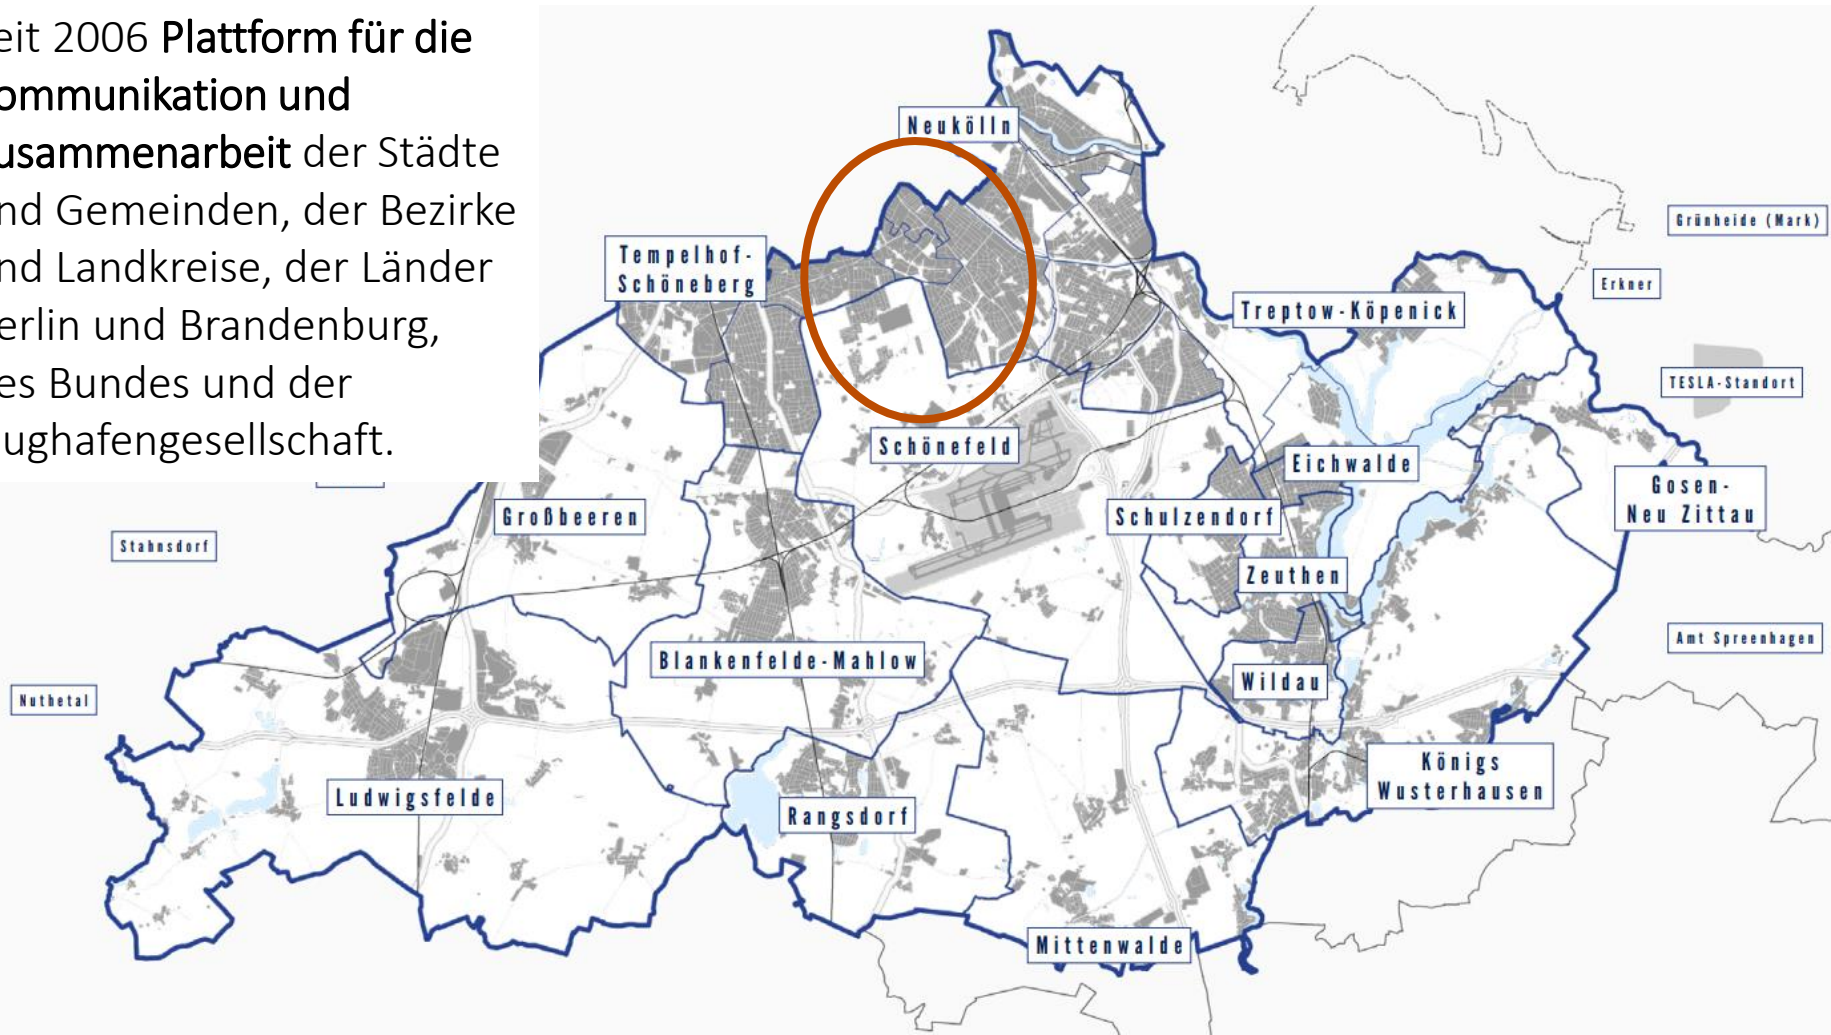 eit 2006 Plattform für die
ommunikation und
usammenarbeit der Städte
nd Gemeinden, der Bezirke
nd Landkreise, der Länder
erlin und Brandenburg,
es Bundes und der
lughafengesellschaft.
Neukölln
Tempelhof-
Schöneberg
Grünheide (Mark)
Erkner
Treptow-Köpenick
TESLA-Standort
Schönefeld
Eichwalde
Gosen-
Neu Zittau
Großbeeren
Schulzendorf
Stahnsdorf
Zeuthen
Amt Spreenhagen
Blankenfelde-Mahlow
Wildau
Nuthetal
Königs
Wusterhausen
Ludwigsfelde
Rangsdorf
Mittenwalde